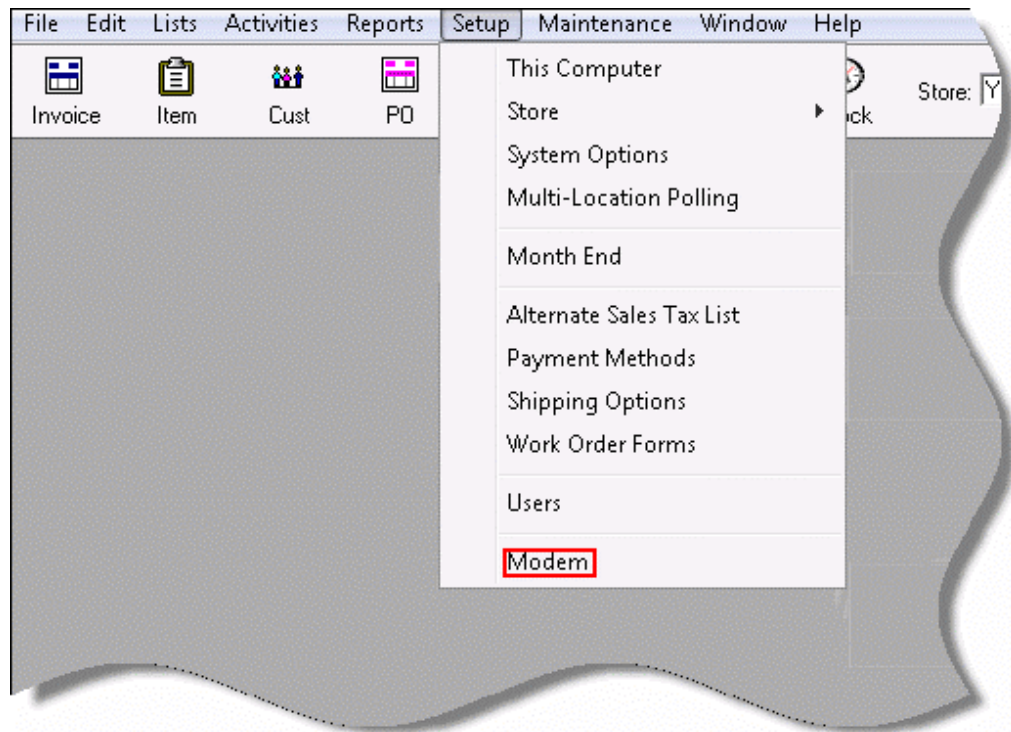 File Edit Lists Activities Reports Setup Maintenance Window Help
Invoice Item Cust PO ck Store: Y
This Computer
Store
System Options
Multi-Location Polling
Month End
Alternate Sales Tax List
Payment Methods
Shipping Options
Work Order Forms
Users
Modem